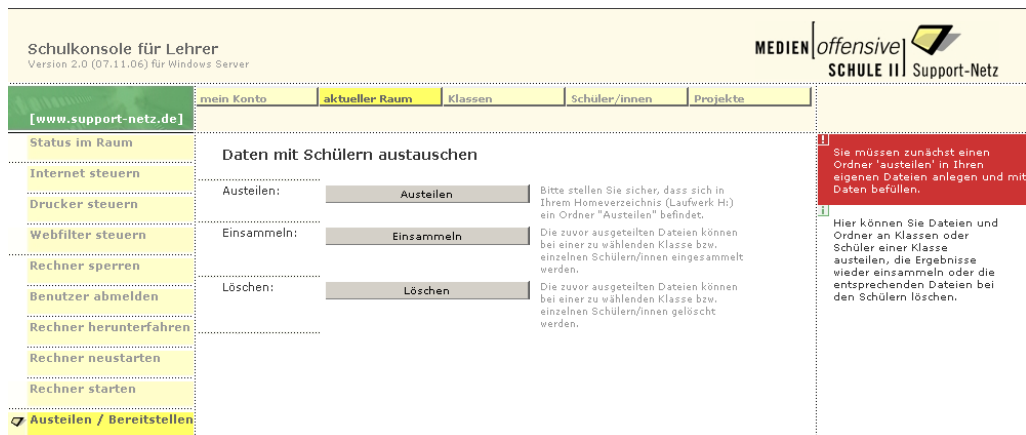 Schulkonsole für Lehrer
Version 2.0 (07.11.06) für Windows Server
MEDIEN offensive
SCHULE II Support-Netz
[www.support-netz.de]
mein Konto
aktueller Raum
Klassen
Schüler/innen
Projekte
Status im Raum
Internet steuern
Drucker steuern
Webfilter steuern
Rechner sperren
Benutzer abmelden
Rechner herunterfahren
Rechner neustarten
Rechner starten
Austeilen / Bereitstellen
Daten mit Schülern austauschen
Austeilen:
Austeilen
Bitte stellen Sie sicher, dass sich in
Ihrem Homeverzeichnis (Laufwerk H:)
ein Ordner "Austeilen" befindet.
Einsammeln:
Einsammeln
Die zuvor ausgeteilten Dateien können
bei einer zu wählenden Klasse bzw.
einzelnen Schülern/innen eingesammelt
werden.
Löschen:
Löschen
Die zuvor ausgeteilten Dateien können
bei einer zu wählenden Klasse bzw.
einzelnen Schülern/innen gelöscht
werden.
!
Sie müssen zunächst einen
Ordner 'austeilen' in Ihren
eigenen Dateien anlegen und mit
Daten befüllen.
i
Hier können Sie Dateien und
Ordner an Klassen oder
Schüler einer Klasse
austeilen, die Ergebnisse
wieder einsammeln oder die
entsprechenden Dateien bei
den Schülern löschen.